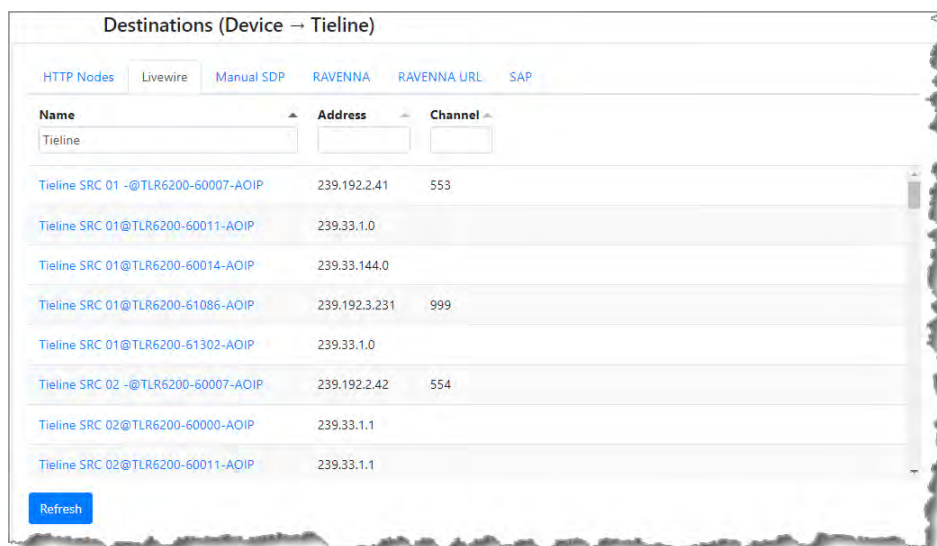 Destinations (Device → Tieline)
HTTP Nodes Livewire Manual SDP RAVENNA RAVENNA URL SAP
Name Address Channel
Tieline
Tieline SRC 01 -@TLR6200-60007-AOIP 239.192.2.41 553
Tieline SRC 01@TLR6200-60011-AOIP 239.33.1.0
Tieline SRC 01@TLR6200-60014-AOIP 239.33.144.0
Tieline SRC 01@TLR6200-61086-AOIP 239.192.3.231 999
Tieline SRC 01@TLR6200-61302-AOIP 239.33.1.0
Tieline SRC 02 -@TLR6200-60007-AOIP 239.192.2.42 554
Tieline SRC 02@TLR6200-60000-AOIP 239.33.1.1
Tieline SRC 02@TLR6200-60011-AOIP 239.33.1.1
Refresh